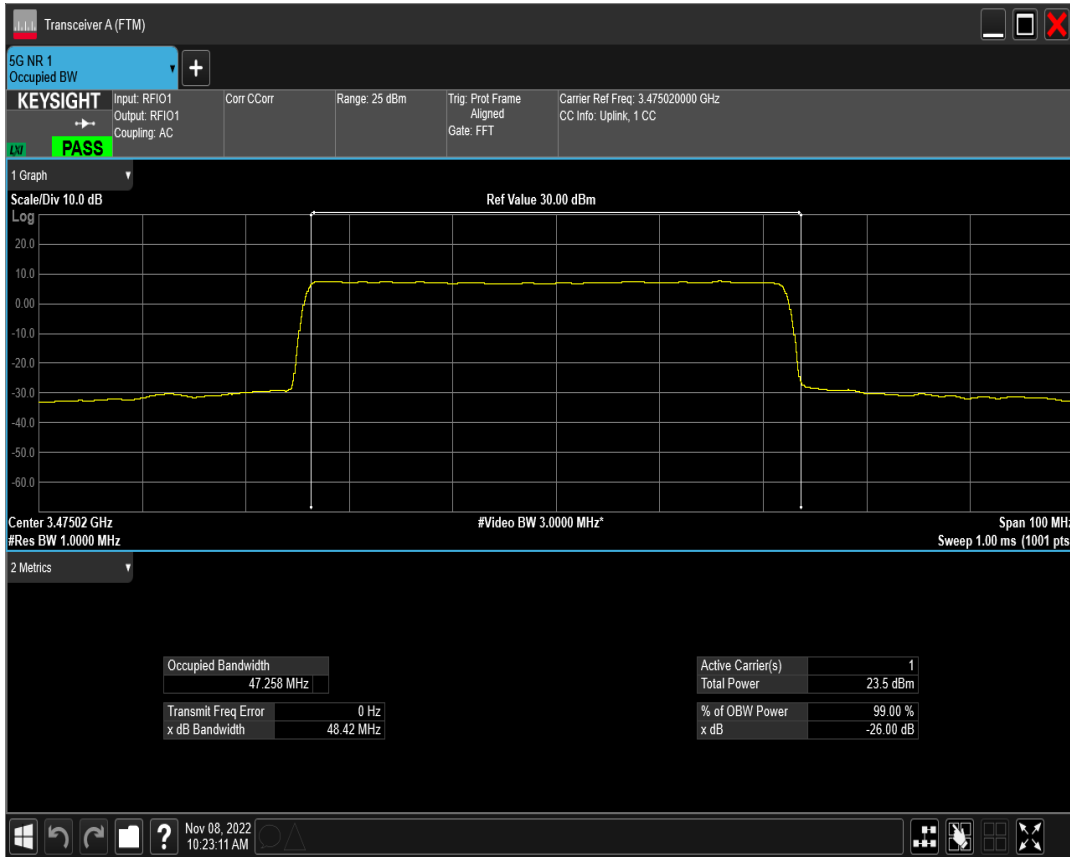 Transceiver A (FTM)
5G NR 1
Occupied BW
+
KEYSIGHT
Input: RFIO1
Output: RFIO1
Coupling: AC
Corr CCorr
Range: 25 dBm
Trig: Prot Frame
Aligned
Gate: FFT
Carrier Ref Freq: 3.475020000 GHz
CC Info: Uplink, 1 CC
LXI
PASS
1 Graph
Scale/Div 10.0 dB
Ref Value 30.00 dBm
Log
20.0
10.0
0.00
-10.0
-20.0
-30.0
-40.0
-50.0
-60.0
Center 3.47502 GHz
#Video BW 3.0000 MHz*
Span 100 MHz
#Res BW 1.0000 MHz
Sweep 1.00 ms (1001 pts
2 Metrics
Occupied Bandwidth
47.258 MHz
Transmit Freq Error 0 Hz
x dB Bandwidth 48.42 MHz
Active Carrier(s) 1
Total Power 23.5 dBm
% of OBW Power 99.00 %
x dB -26.00 dB
?
Nov 08, 2022
10:23:11 AM